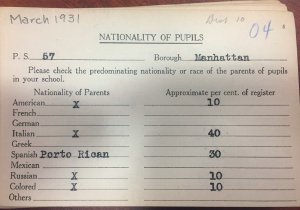 March 1931
04
NATIONALITY OF PUPILS
P. S. 57 Borough Manhattan
Please check the predominating nationality or race of the parents of pupils
in your school.
Nationality of Parents Approximate per cent. of register
American X 10
French
German
Italian X 40
Greek
Spanish Porto Rican 30
Mexican
Russian X 10
Colored X 10
Others